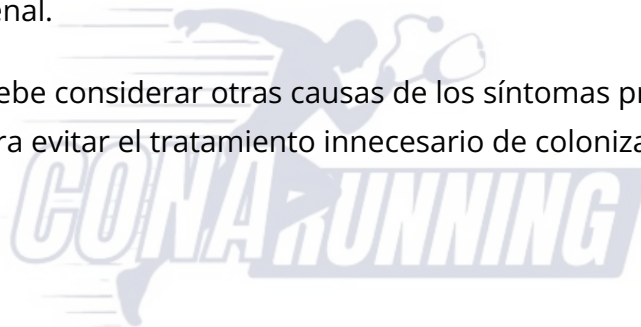 enal.
ebe considerar otras causas de los síntomas pr
ra evitar el tratamiento innecesario de coloniza
CONARUNNING